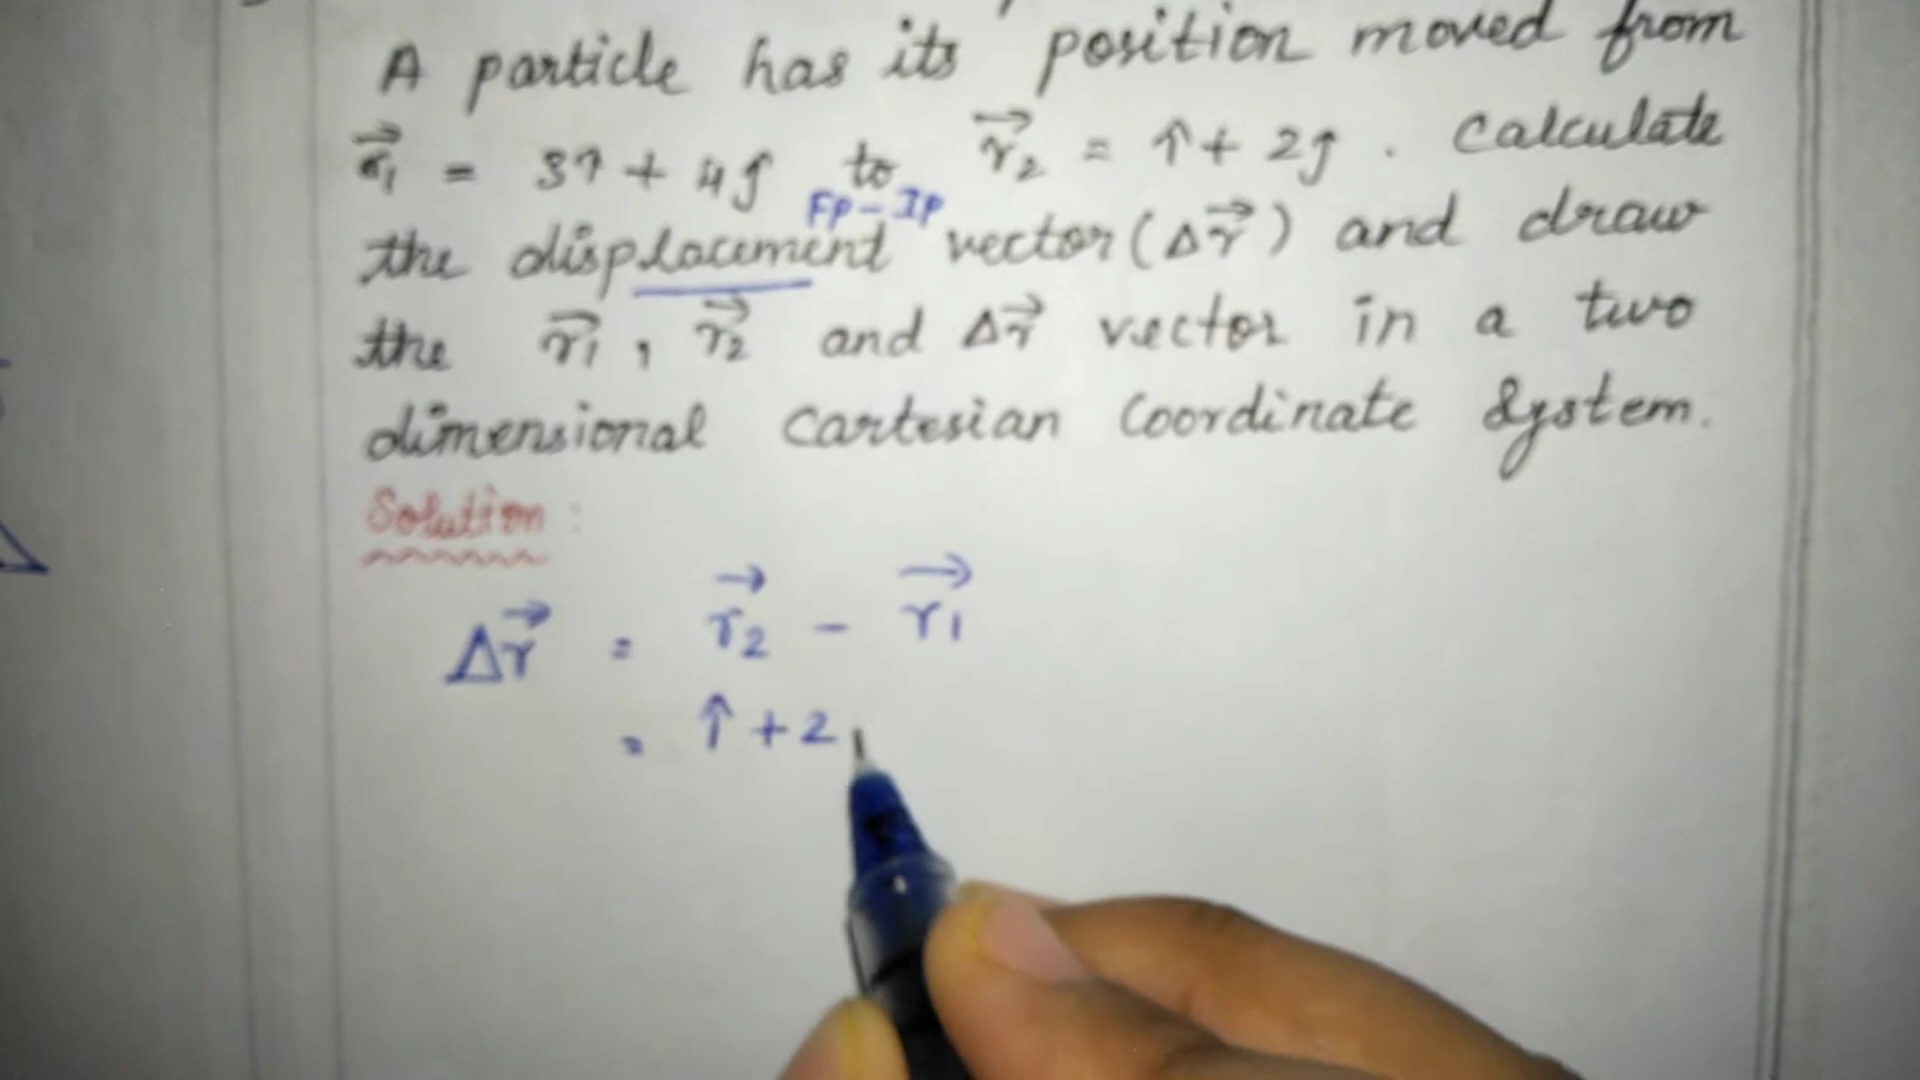 A particle has its position moved from
r⃗₁ = 3î + 4ĵ to r⃗₂ = î + 2ĵ . Calculate
FP - IP
the displacement vector (Δr⃗) and draw
the r⃗₁ , r⃗₂ and Δr⃗ vector in a two
dimensional Cartesian Coordinate System.
Solution :
Δr⃗ = r⃗₂ - r⃗₁
= î + 2